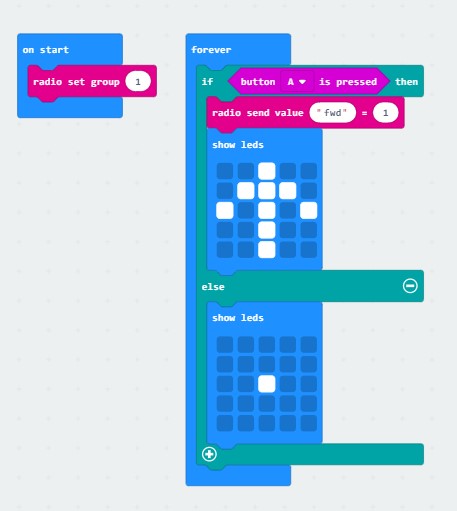 on start
radio set group 1
forever
if button A is pressed then
radio send value "fwd" = 1
show leds
else
show leds